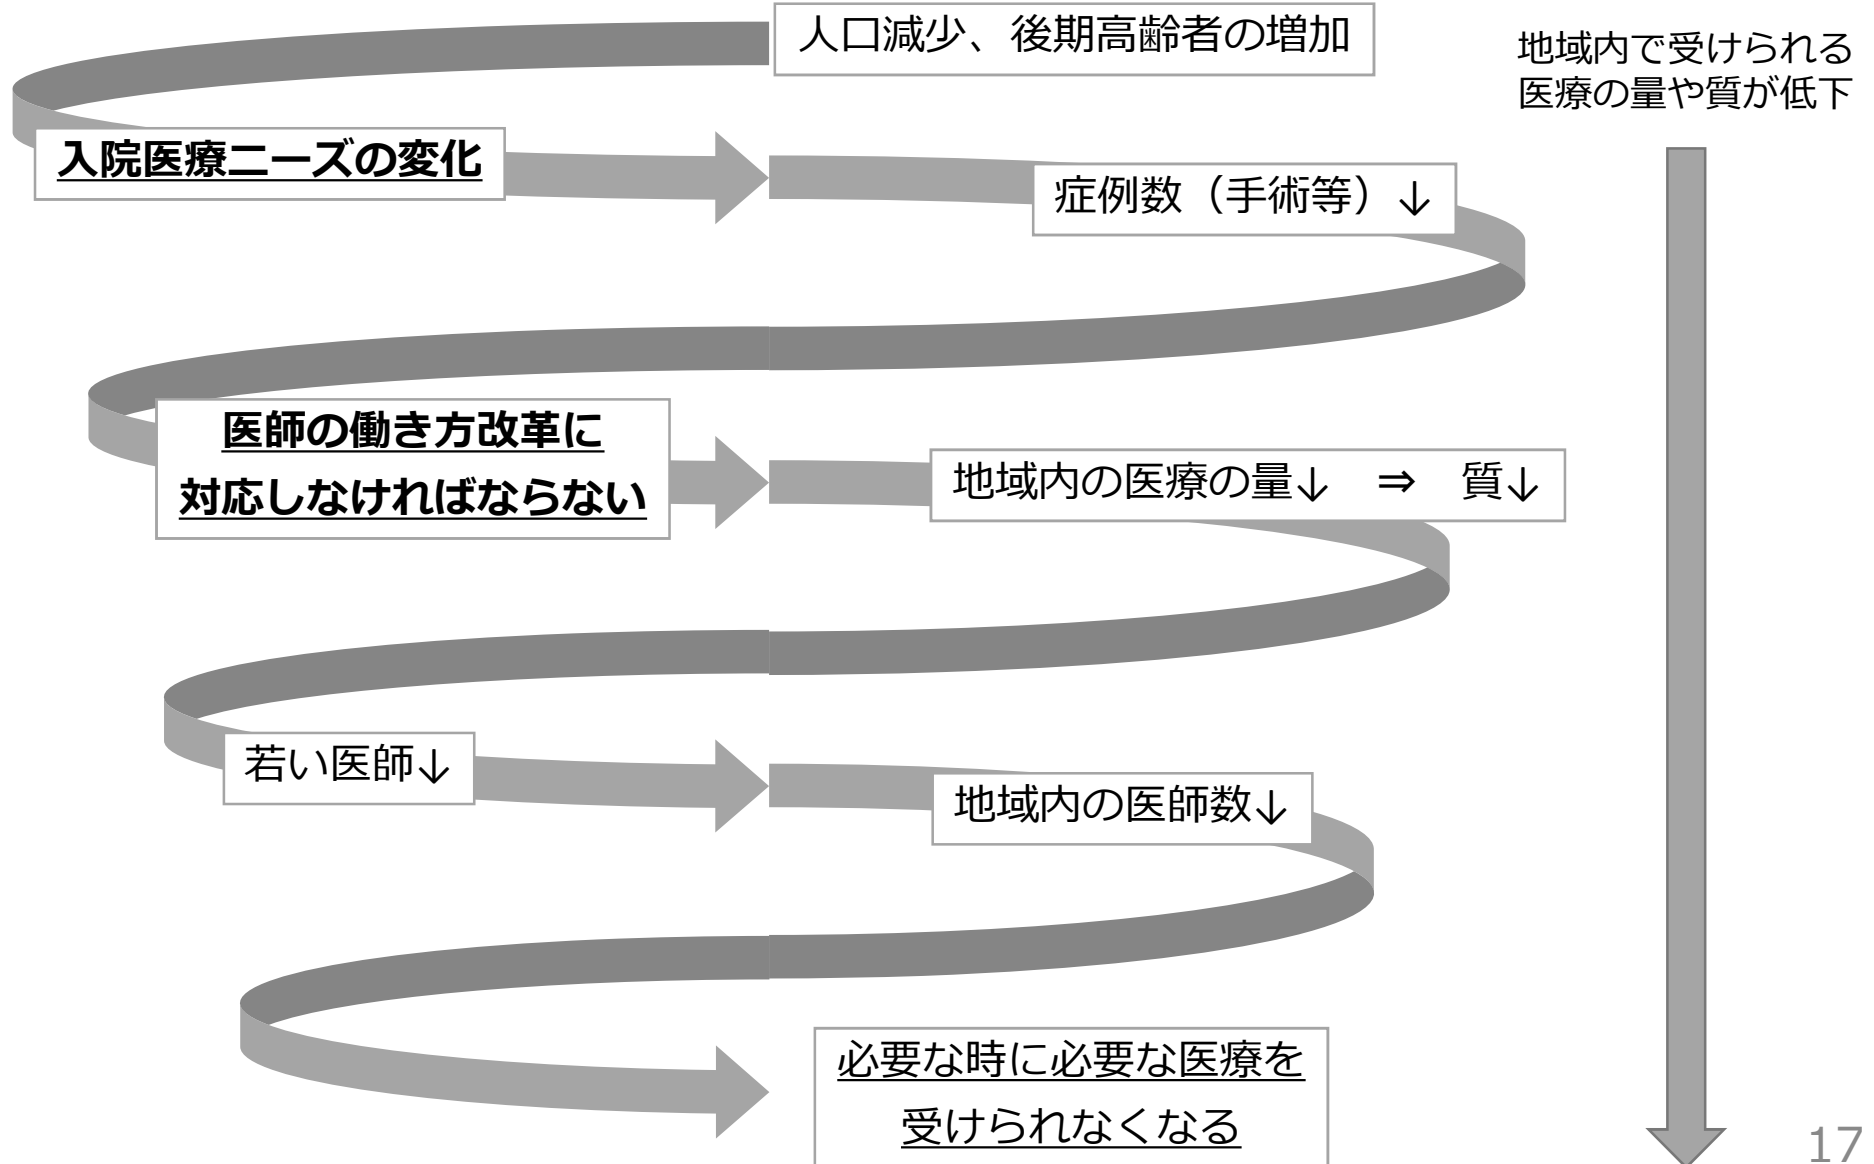 人口減少、後期高齢者の増加
地域内で受けられる
医療の量や質が低下
入院医療ニーズの変化
症例数（手術等）↓
医師の働き方改革に
対応しなければならない
地域内の医療の量↓　⇒　質↓
若い医師↓
地域内の医師数↓
必要な時に必要な医療を
受けられなくなる
17